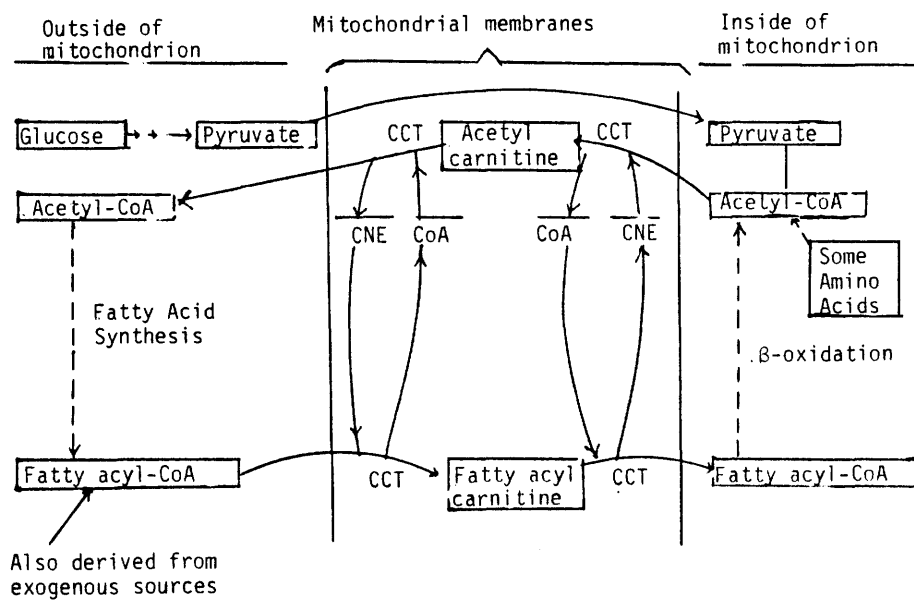 Outside of
mitochondrion
Mitochondrial membranes
Inside of
mitochondrion
Glucose
Pyruvate
CCT
Acetyl
carnitine
CCT
Pyruvate
Acetyl-CoA
Acetyl-CoA
CNE
CoA
CoA
CNE
Some
Amino
Acids
Fatty Acid
Synthesis
β-oxidation
Fatty acyl-CoA
CCT
Fatty acyl
carnitine
CCT
Fatty acyl-CoA
Also derived from
exogenous sources